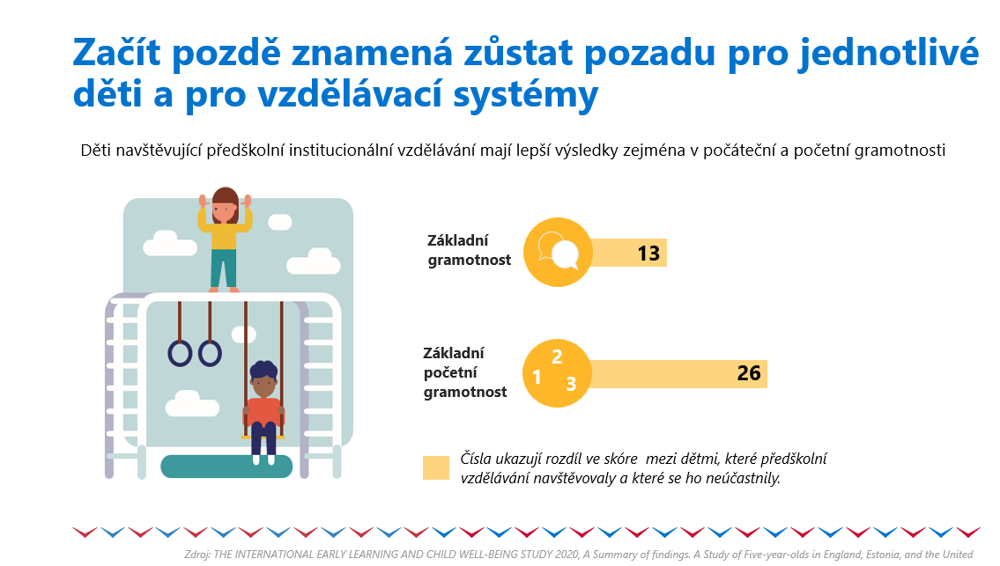 Začít pozdě znamená zůstat pozadu pro jednotlivé
děti a pro vzdělávací systémy
Děti navštěvující předškolní institucionální vzdělávání mají lepší výsledky zejména v počáteční a početní gramotnosti
Základní
gramotnost
13
Základní
početní
gramotnost
1 2 3
26
Čísla ukazují rozdíl ve skóre mezi dětmi, které předškolní
vzdělávání navštěvovaly a které se ho neúčastnily.
Zdroj: THE INTERNATIONAL EARLY LEARNING AND CHILD WELL-BEING STUDY 2020, A Summary of findings. A Study of Five-year-olds in England, Estonia, and the United